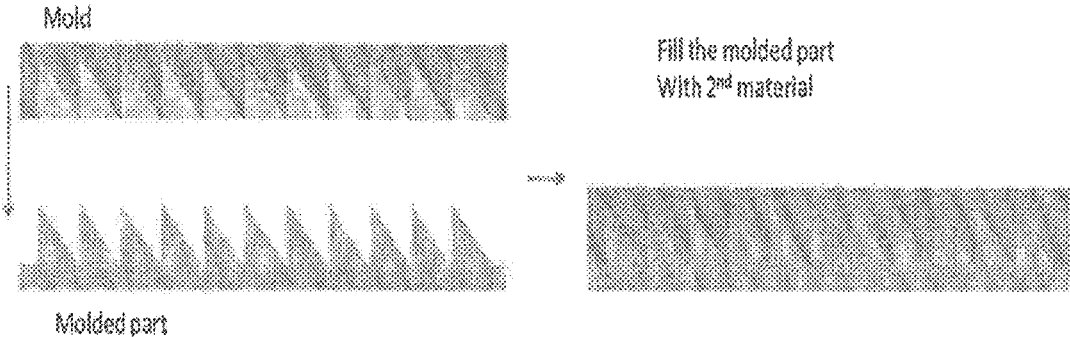 Mold
Fill the molded part
With 2nd material
Molded part